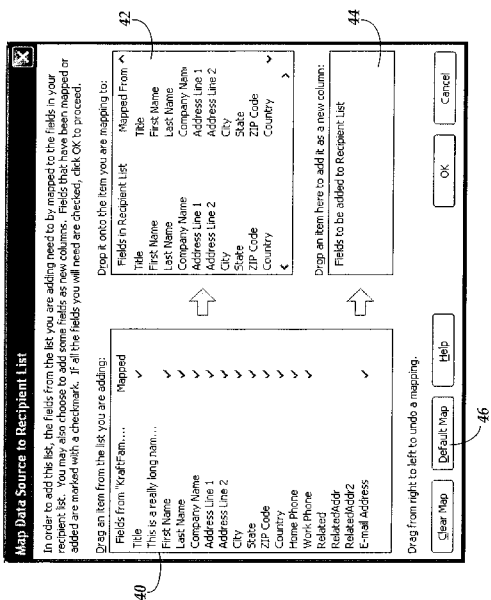 Map Data Source to Recipient List
In order to add this list, the fields from the list you are adding need to by mapped to the fields in your
recipient list. You may also choose to add some fields as new columns. Fields that have been mapped or
added are marked with a checkmark. If all the fields you will need are checked, click OK to proceed.
Drag an item from the list you are adding:
Fields from "KraftFam... Mapped
Title
This is a really long nam...
First Name
Last Name
Company Name
Address Line 1
Address Line 2
City
State
ZIP Code
Country
Home Phone
Work Phone
Related
RelatedAddr
RelatedAddr2
E-mail Address
Drag from right to left to undo a mapping.
Drop it onto the item you are mapping to:
Fields in Recipient List Mapped From
Title Title
First Name First Name
Last Name Last Name
Company Name Company Name
Address Line 1 Address Line 1
Address Line 2 Address Line 2
City City
State State
ZIP Code ZIP Code
Country Country
Drop an item here to add it as a new column:
Fields to be added to Recipient List
Clear Map Default Map Help OK Cancel
40
42
44
46